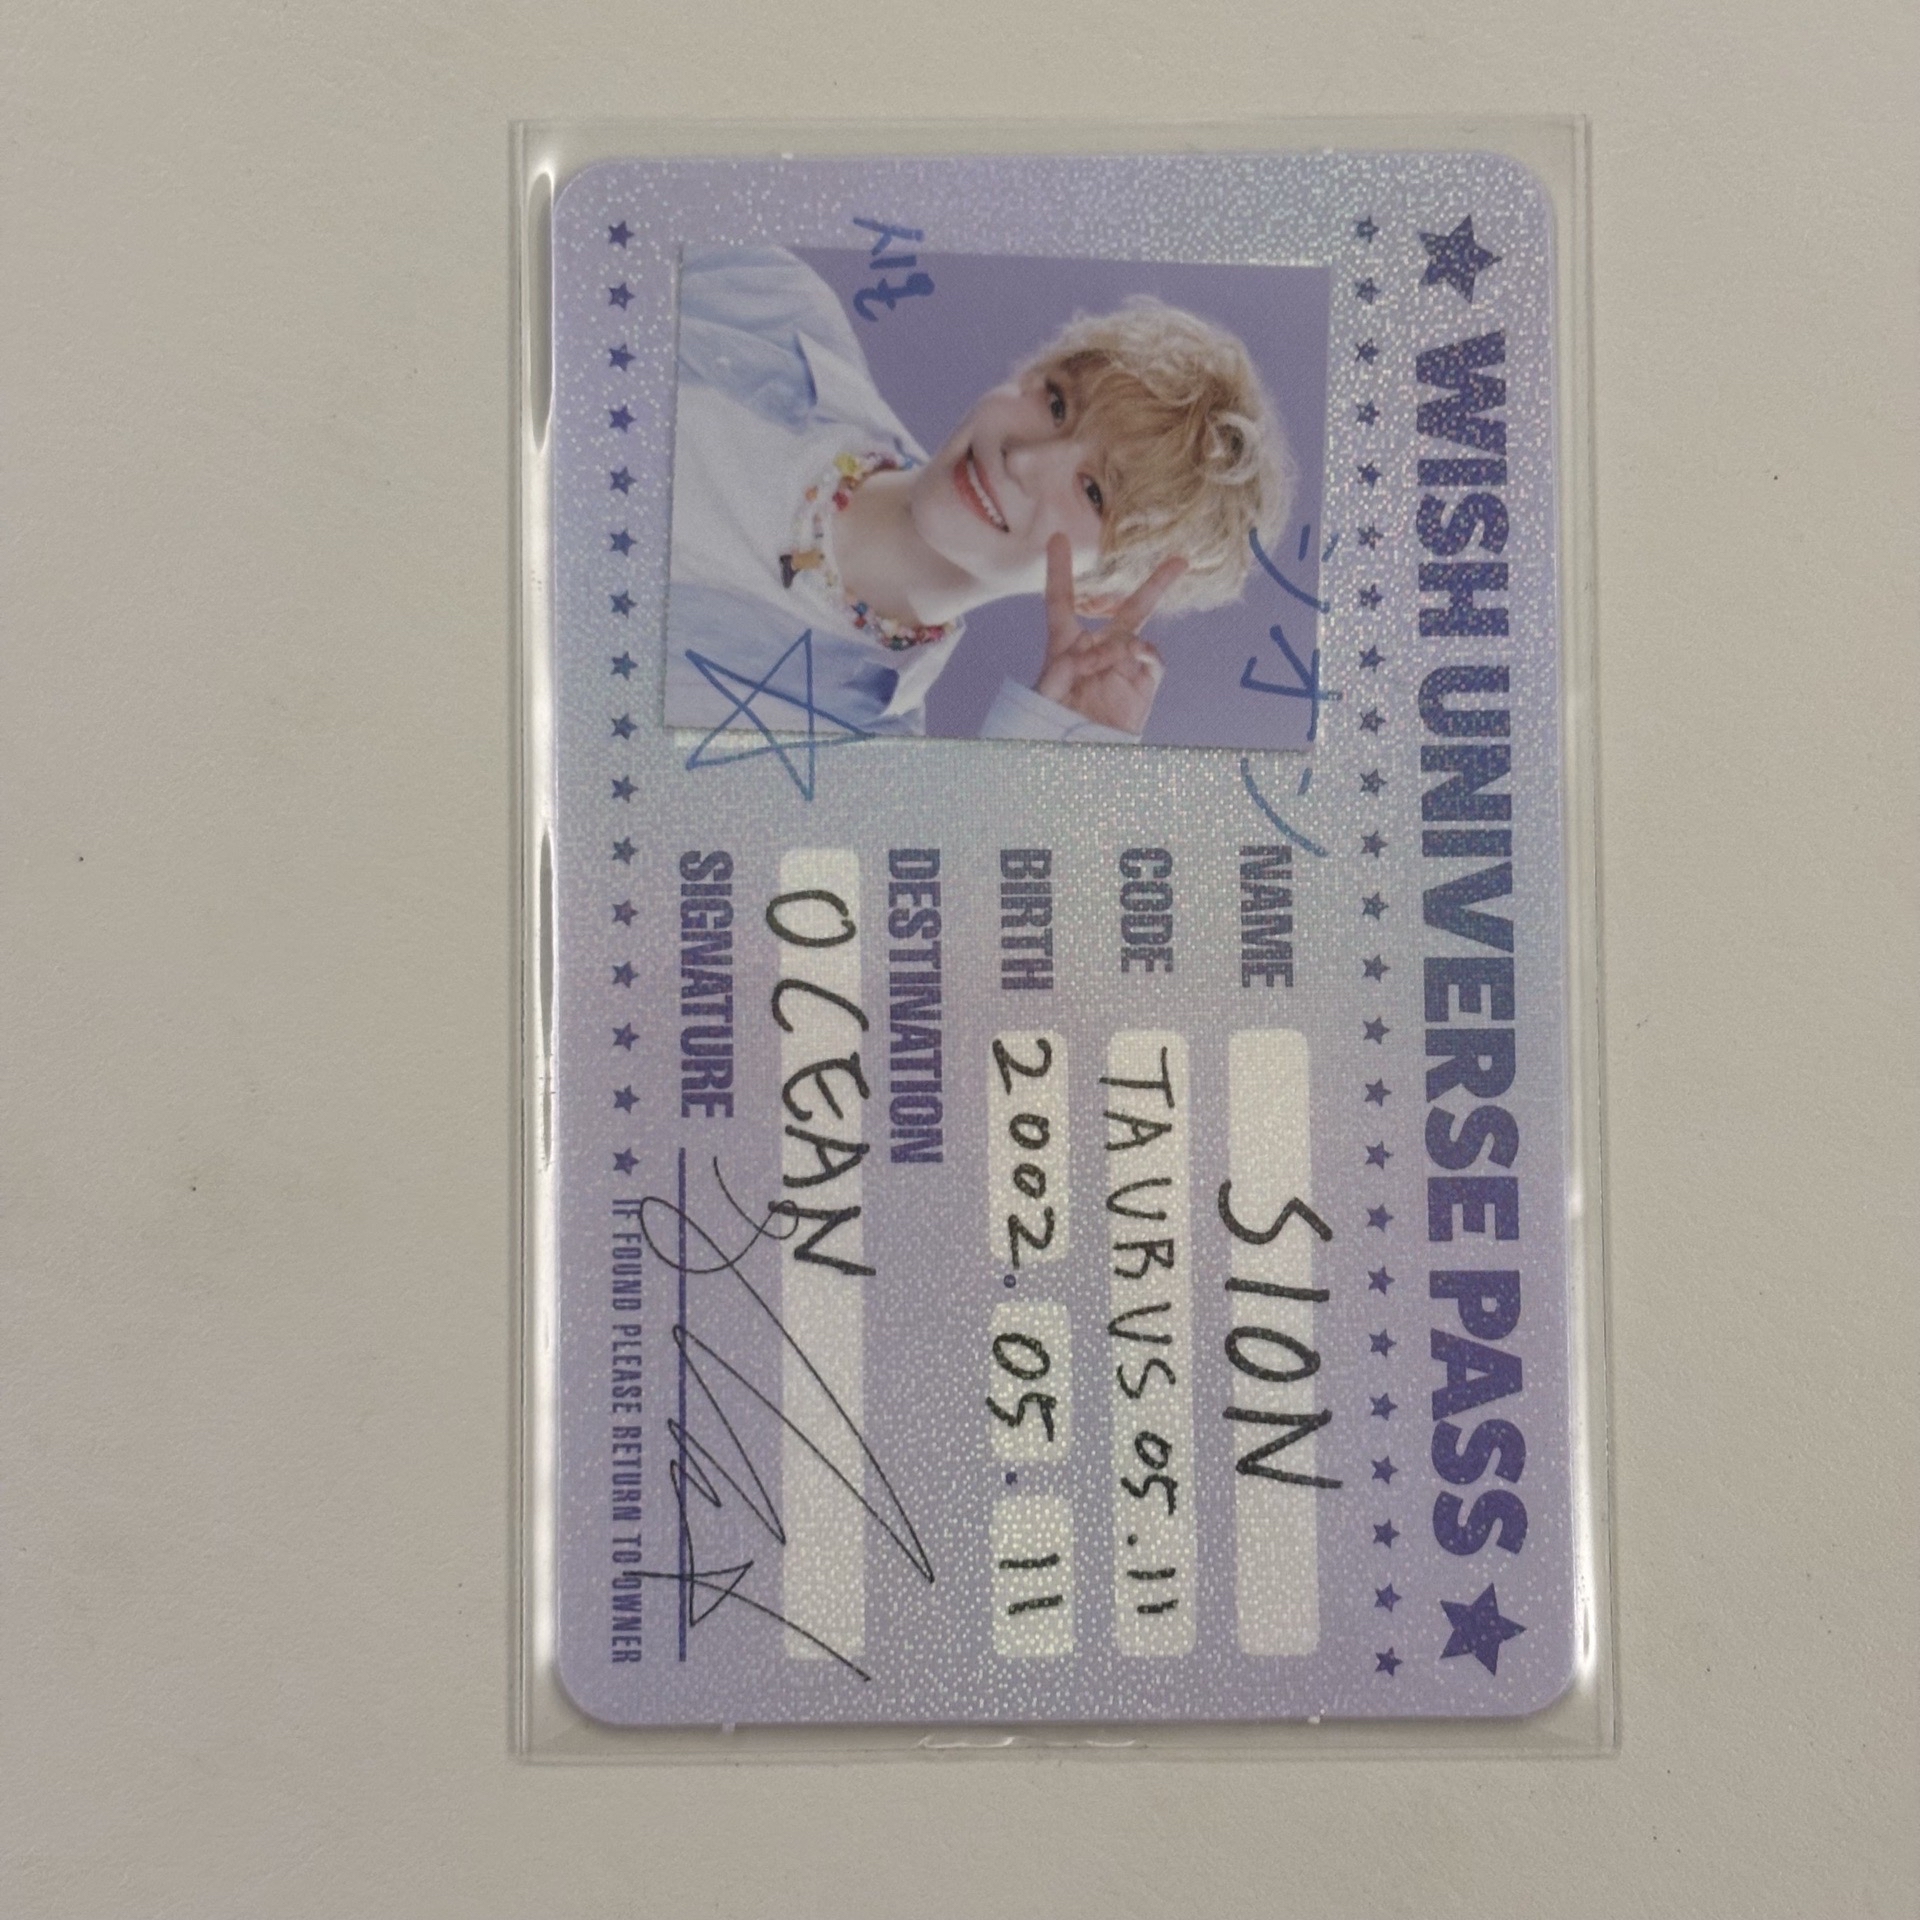 ★ WISH UNIVERSE PASS ★
シオン
시온
NAME SION
CODE TAURUS 05.11
BIRTH 2002.05.11
DESTINATION
OCEAN
SIGNATURE
IF FOUND PLEASE RETURN TO OWNER